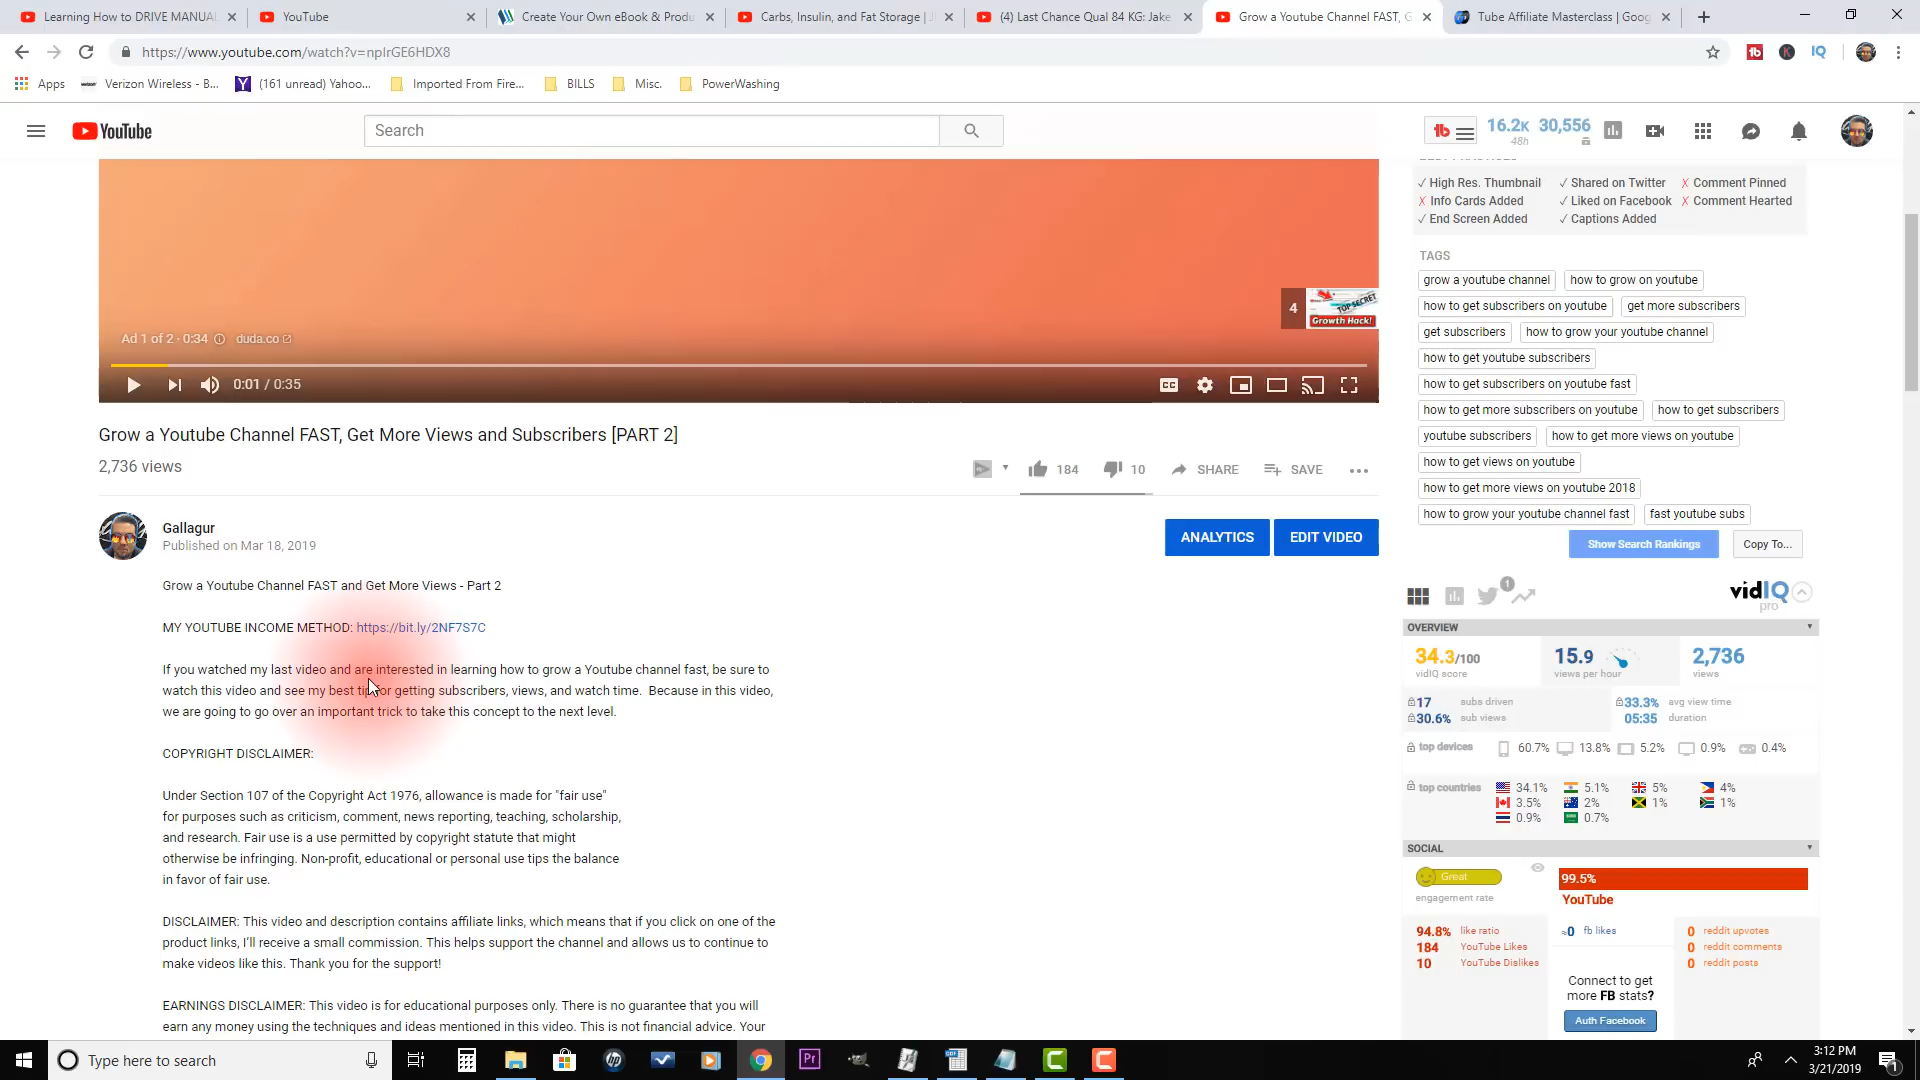 Learning How to DRIVE MANUAL
YouTube
Create Your Own eBook & Produ
Carbs, Insulin, and Fat Storage |
(4) Last Chance Qual 84 KG: Jake
Grow a Youtube Channel FAST, G
Tube Affiliate Masterclass | Goog
https://www.youtube.com/watch?v=npIrGE6HDX8
Apps
Verizon Wireless - B...
(161 unread) Yahoo...
Imported From Fire...
BILLS
Misc.
PowerWashing
YouTube
Search
16.2K 30,556
48h
High Res. Thumbnail
Shared on Twitter
Comment Pinned
Info Cards Added
Liked on Facebook
Comment Hearted
End Screen Added
Captions Added
TAGS
grow a youtube channel
how to grow on youtube
how to get subscribers on youtube
get more subscribers
get subscribers
how to grow your youtube channel
how to get youtube subscribers
how to get subscribers on youtube fast
how to get more subscribers on youtube
how to get subscribers
youtube subscribers
how to get more views on youtube
how to get views on youtube
how to get more views on youtube 2018
how to grow your youtube channel fast
fast youtube subs
Show Search Rankings
Copy To...
4
TOP SECRET
Growth Hack!
Ad 1 of 2 · 0:34
duda.co
0:01 / 0:35
CC
Grow a Youtube Channel FAST, Get More Views and Subscribers [PART 2]
2,736 views
184
10
SHARE
SAVE
Gallagur
Published on Mar 18, 2019
ANALYTICS
EDIT VIDEO
Grow a Youtube Channel FAST and Get More Views - Part 2
MY YOUTUBE INCOME METHOD: https://bit.ly/2NF7S7C
If you watched my last video and are interested in learning how to grow a Youtube channel fast, be sure to
watch this video and see my best tip for getting subscribers, views, and watch time. Because in this video,
we are going to go over an important trick to take this concept to the next level.
COPYRIGHT DISCLAIMER:
Under Section 107 of the Copyright Act 1976, allowance is made for "fair use"
for purposes such as criticism, comment, news reporting, teaching, scholarship,
and research. Fair use is a use permitted by copyright statute that might
otherwise be infringing. Non-profit, educational or personal use tips the balance
in favor of fair use.
DISCLAIMER: This video and description contains affiliate links, which means that if you click on one of the
product links, I'll receive a small commission. This helps support the channel and allows us to continue to
make videos like this. Thank you for the support!
EARNINGS DISCLAIMER: This video is for educational purposes only. There is no guarantee that you will
earn any money using the techniques and ideas mentioned in this video. This is not financial advice. Your
1
vidIQ
pro
OVERVIEW
34.3/100
vidIQ score
15.9
views per hour
2,736
views
17 subs driven
30.6% sub views
33.3% avg view time
05:35 duration
top devices
60.7%
13.8%
5.2%
0.9%
0.4%
top countries
34.1%
5.1%
5%
4%
3.5%
2%
1%
1%
0.9%
0.7%
SOCIAL
Great
engagement rate
99.5%
YouTube
94.8% like ratio
184 YouTube Likes
10 YouTube Dislikes
≈0 fb likes
0 reddit upvotes
0 reddit comments
0 reddit posts
Connect to get
more FB stats?
Auth Facebook
Type here to search
3:12 PM
3/21/2019
1